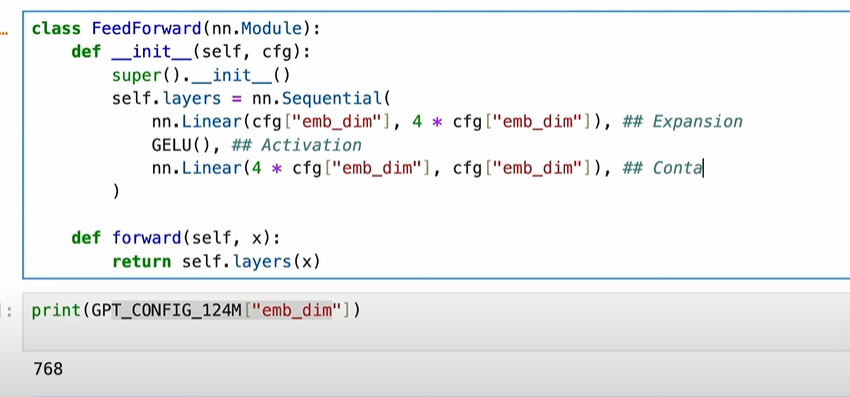 class FeedForward(nn.Module):
    def __init__(self, cfg):
        super().__init__()
        self.layers = nn.Sequential(
            nn.Linear(cfg["emb_dim"], 4 * cfg["emb_dim"]), ## Expansion
            GELU(), ## Activation
            nn.Linear(4 * cfg["emb_dim"], cfg["emb_dim"]), ## Conta
        )

    def forward(self, x):
        return self.layers(x)
]: print(GPT_CONFIG_124M["emb_dim"])
768